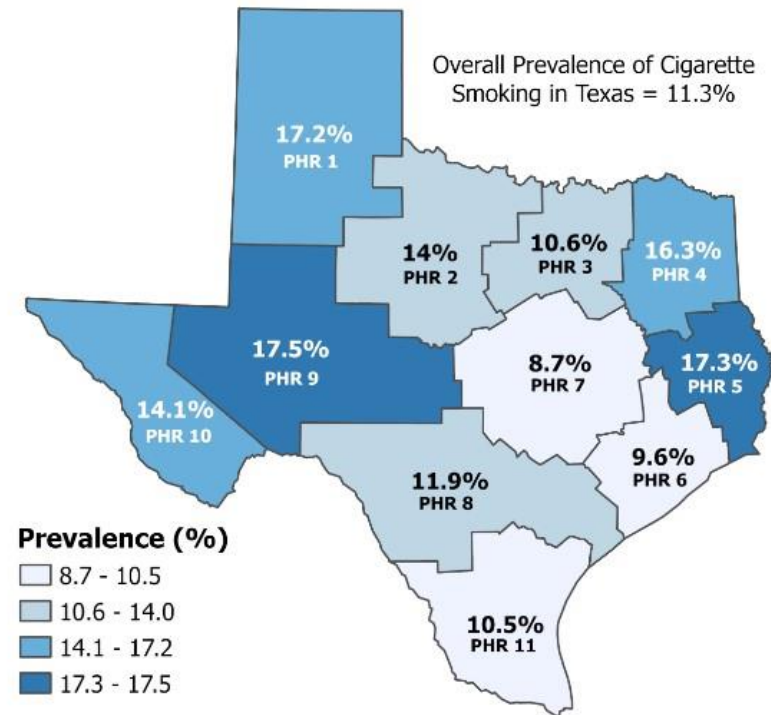 Overall Prevalence of Cigarette
Smoking in Texas = 11.3%
17.2%
PHR 1
14%
PHR 2
10.6%
PHR 3
16.3%
PHR 4
17.5%
PHR 9
8.7%
PHR 7
17.3%
PHR 5
14.1%
PHR 10
9.6%
PHR 6
11.9%
PHR 8
10.5%
PHR 11
Prevalence (%)
8.7 - 10.5
10.6 - 14.0
14.1 - 17.2
17.3 - 17.5